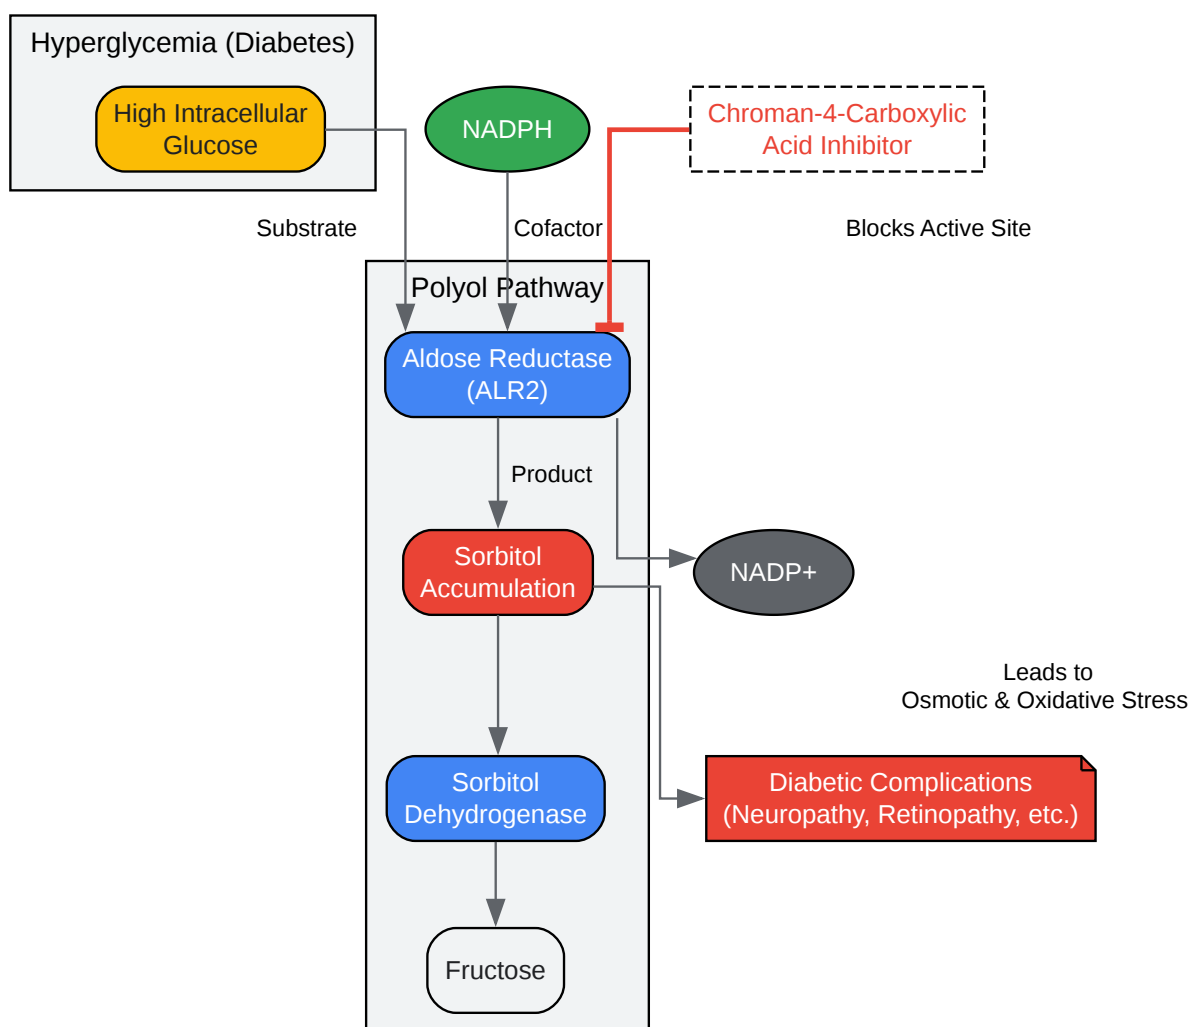 Hyperglycemia (Diabetes)
High Intracellular
Glucose
NADPH
Chroman-4-Carboxylic
Acid Inhibitor
Substrate
Cofactor
Blocks Active Site
Polyol Pathway
Aldose Reductase
(ALR2)
Product
Sorbitol
Accumulation
NADP+
Leads to
Osmotic & Oxidative Stress
Sorbitol
Dehydrogenase
Diabetic Complications
(Neuropathy, Retinopathy, etc.)
Fructose